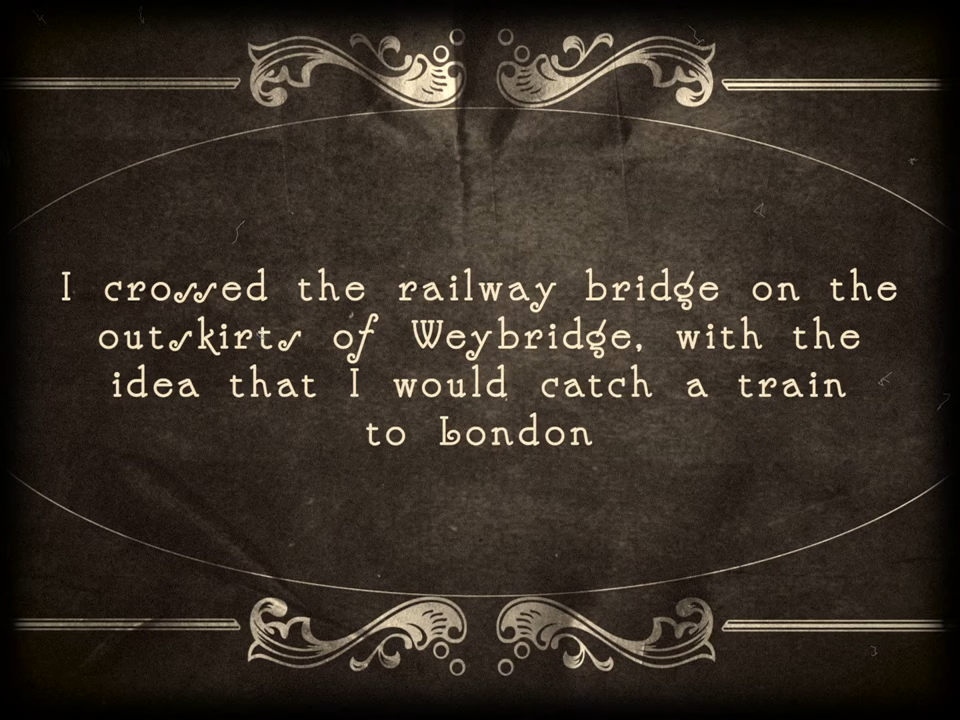 I crossed the railway bridge on the
outskirts of Weybridge, with the
idea that I would catch a train
to London